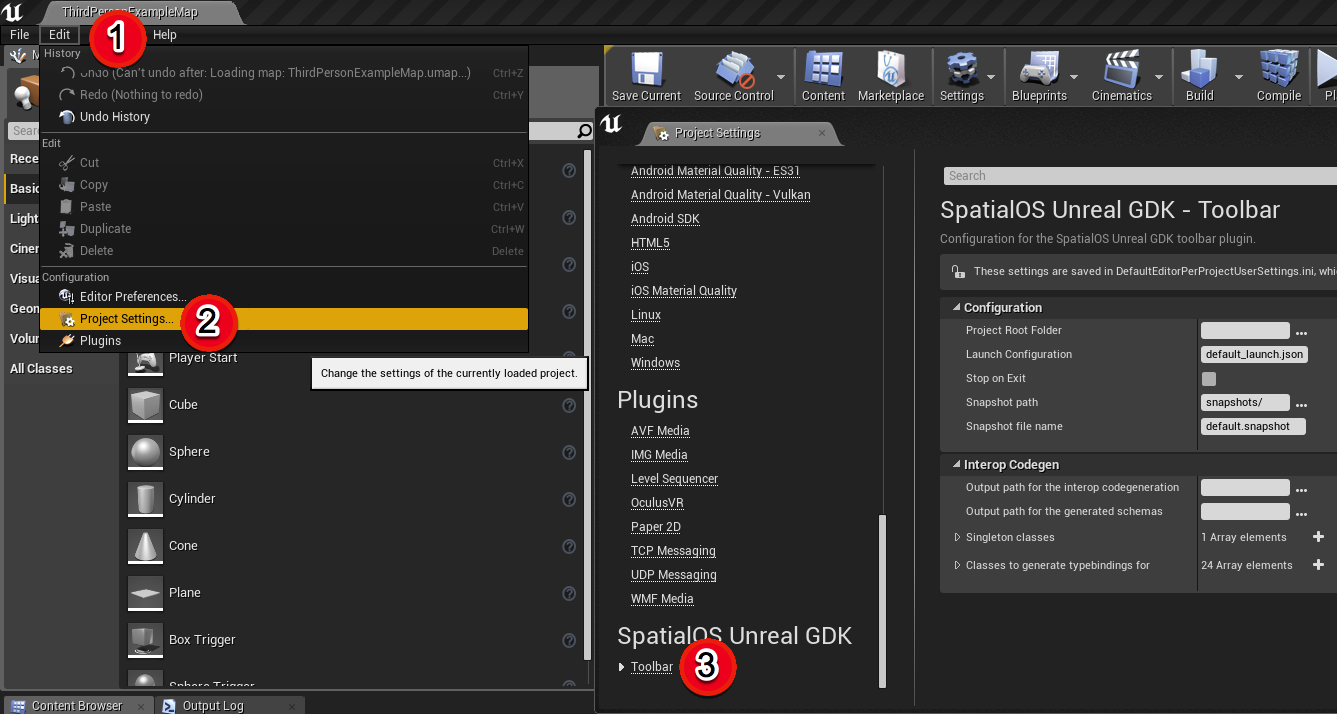 ThirdPersonExampleMap
File Edit Help
1
History
Undo (Can't undo after: Loading map: ThirdPersonExampleMap.umap...) Ctrl+Z
Redo (Nothing to redo) Ctrl+Y
Undo History
Edit
Cut Ctrl+X
Copy Ctrl+C
Paste Ctrl+V
Duplicate Ctrl+W
Delete Delete
Configuration
Editor Preferences...
Project Settings...
2
Plugins
Change the settings of the currently loaded project.
Sear
Rece
Basic
Light
Cinem
Visua
Geom
Volun
All Classes
Player Start
Cube
Sphere
Cylinder
Cone
Plane
Box Trigger
Sphere Trigger
Content Browser
Output Log
Save Current
Source Control
Content
Marketplace
Settings
Blueprints
Cinematics
Build
Compile
Pl
Project Settings
Android Material Quality - ES31
Android Material Quality - Vulkan
Android SDK
HTML5
iOS
iOS Material Quality
Linux
Mac
Windows
Plugins
AVF Media
IMG Media
Level Sequencer
OculusVR
Paper 2D
TCP Messaging
UDP Messaging
WMF Media
SpatialOS Unreal GDK
Toolbar
3
Search
SpatialOS Unreal GDK - Toolbar
Configuration for the SpatialOS Unreal GDK toolbar plugin.
These settings are saved in DefaultEditorPerProjectUserSettings.ini, whic
Configuration
Project Root Folder ...
Launch Configuration default_launch.json
Stop on Exit
Snapshot path snapshots/ ...
Snapshot file name default.snapshot
Interop Codegen
Output path for the interop codegeneration ...
Output path for the generated schemas ...
Singleton classes 1 Array elements
Classes to generate typebindings for 24 Array elements